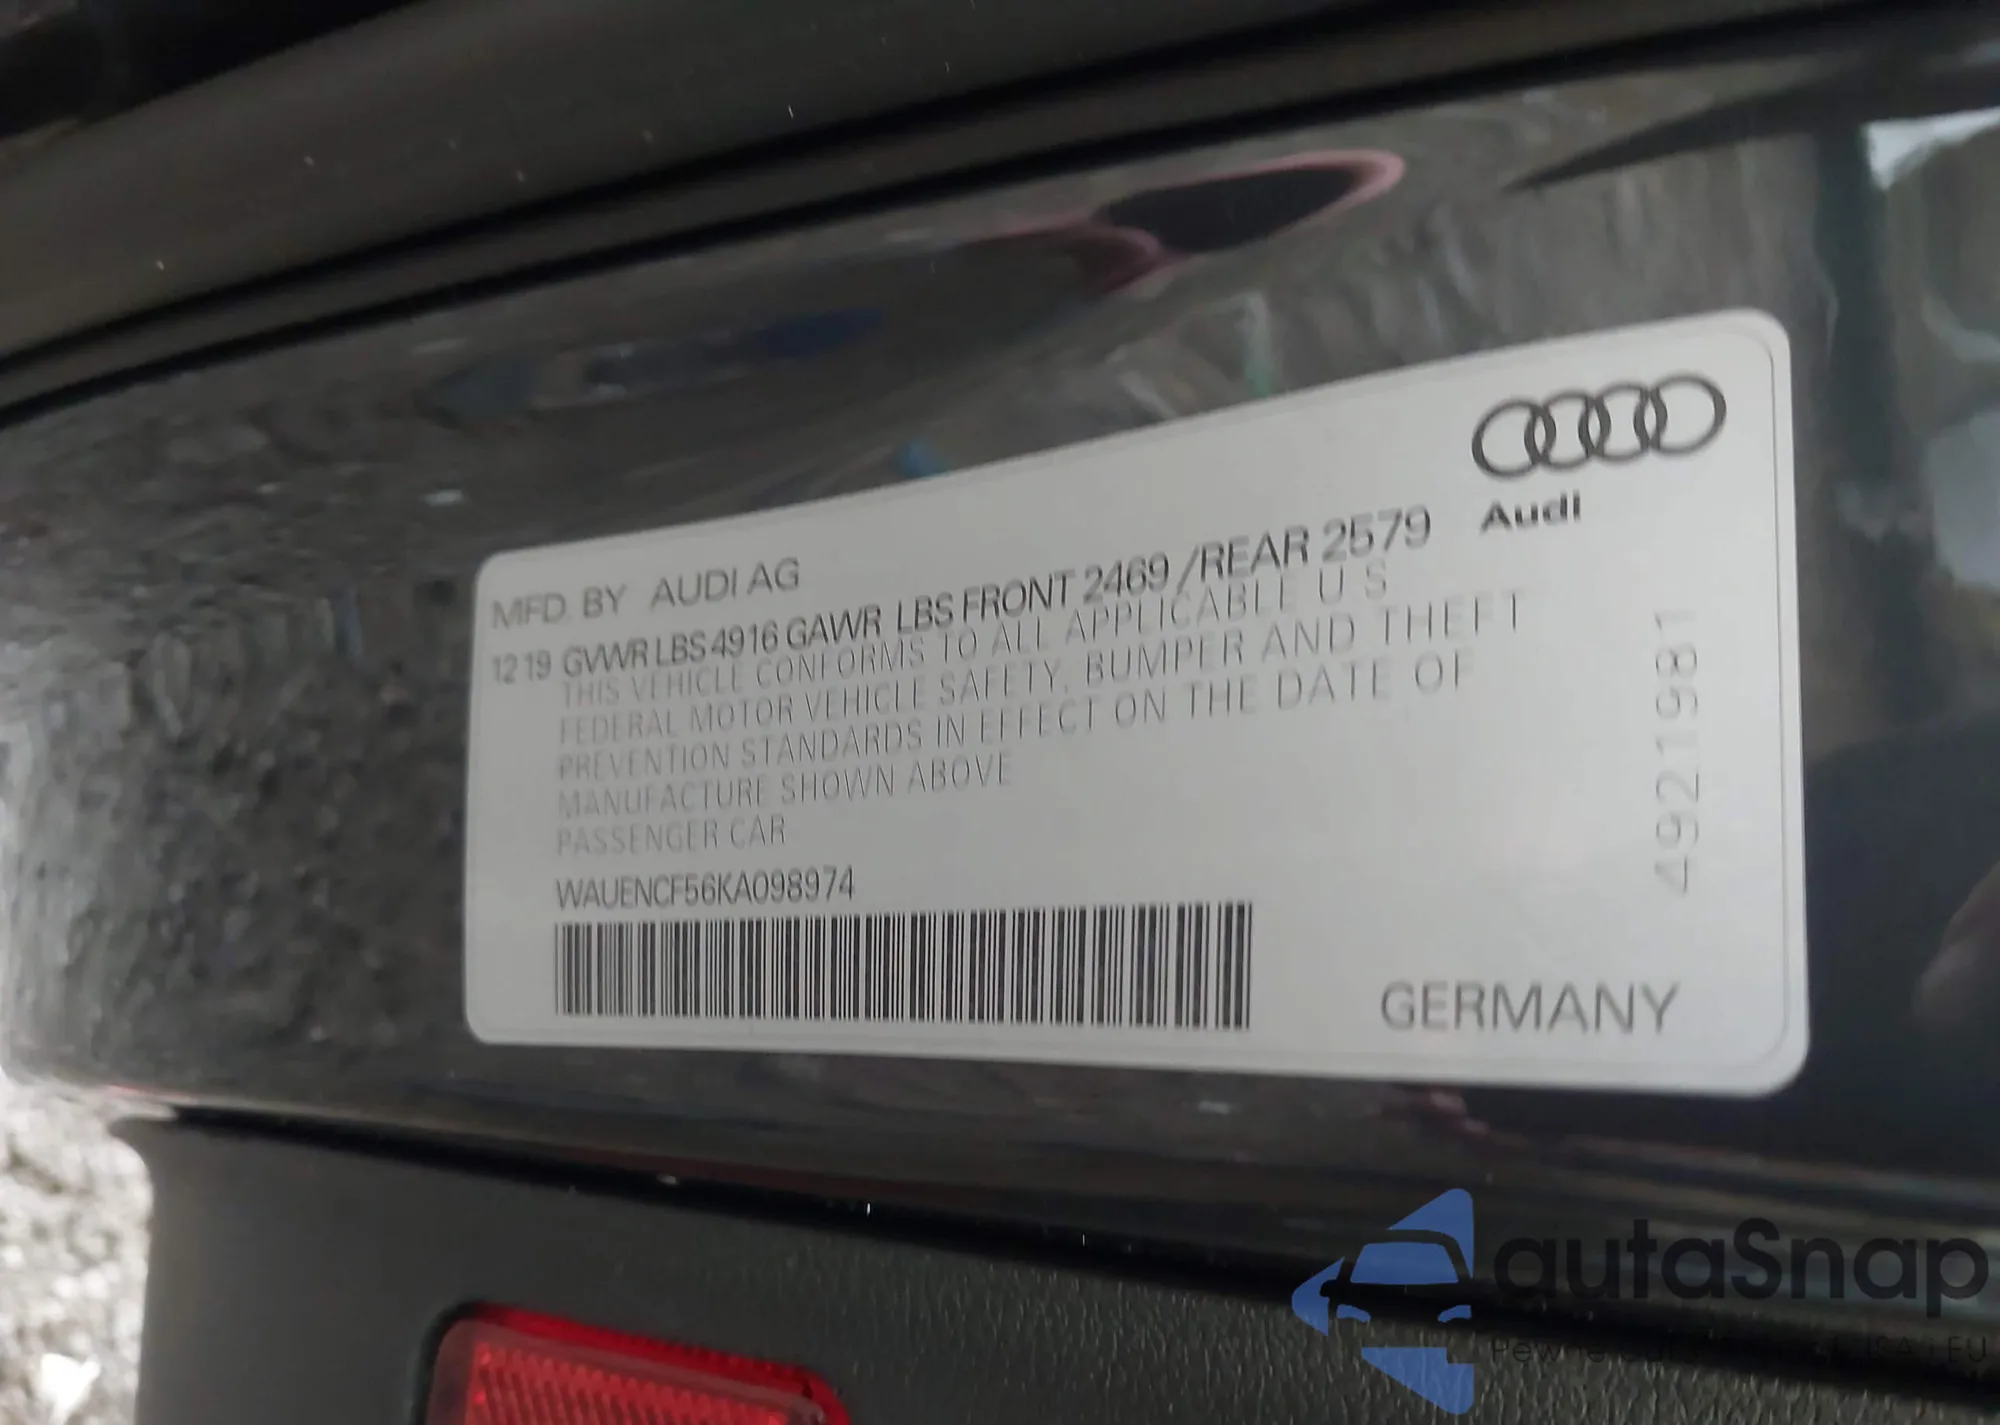 MFD. BY AUDI AG
12 19 GVWR LBS 4916 GAWR LBS FRONT 2469 /REAR 2579
THIS VEHICLE CONFORMS TO ALL APPLICABLE U S
FEDERAL MOTOR VEHICLE SAFETY, BUMPER AND THEFT
PREVENTION STANDARDS IN EFFECT ON THE DATE OF
MANUFACTURE SHOWN ABOVE
PASSENGER CAR
WAUENCF56KA098974
Audi
49211981
GERMANY
autaSnap